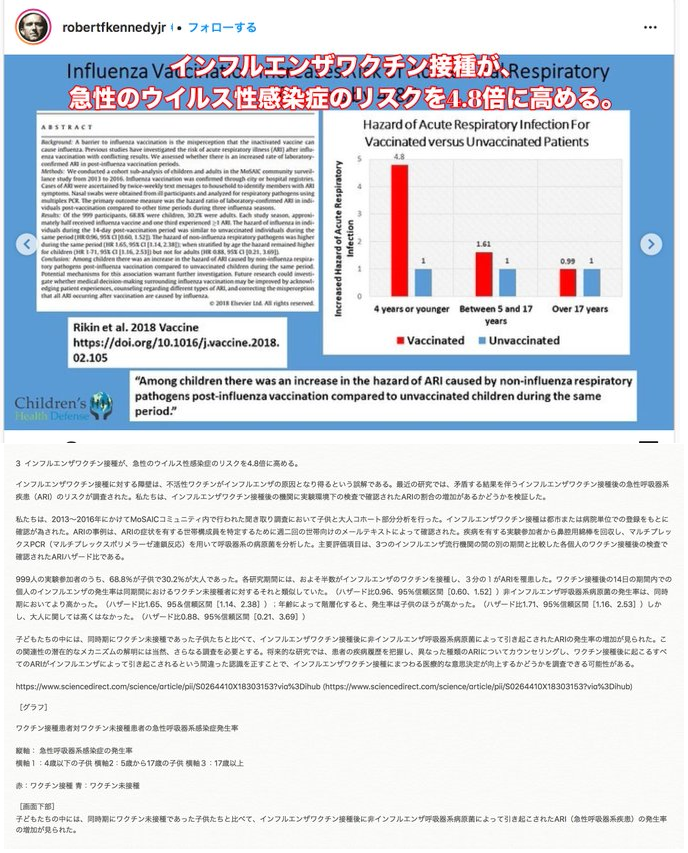 robertfkennedyjr • フォローする
Influenza Risk of Respiratory
インフルエンザワクチン接種が、
急性のウイルス性感染症のリスクを4.8倍に高める。
ABSTRACT
Background: A barrier to influenza vaccination is the misperception that the inactivated vaccine can
cause influenza. Previous studies have investigated the risk of acute respiratory illness (ARI) after influ-
enza vaccination with conflicting results. We assessed whether there is an increased rate of laboratory-
confirmed ARI in post-influenza vaccination periods.
Methods: We conducted a cohort sub-analysis of children and adults in the MoSAIC community surveil-
lance study from 2013 to 2016. Influenza vaccination was confirmed through city or hospital registries.
Cases of ARI were ascertained by twice-weekly text messages to household to identify members with ARI
symptoms. Nasal swabs were obtained from ill participants and analyzed for respiratory pathogens using
multiplex PCR. The primary outcome measure was the hazard ratio of laboratory-confirmed ARI in indi-
viduals post-vaccination compared to other time periods during three influenza seasons.
Results: Of the 999 participants, 68.8% were children, 30.2% were adults. Each study season, approxi-
mately half received influenza vaccine and one third experienced ≥1 ARI. The hazard of influenza in
individuals during the 14-day post-vaccination period was similar to unvaccinated individuals during the
same period (HR 0.96, 95% CI [0.60, 1.52]). The hazard of non-influenza respiratory pathogens was higher
during the same period (HR 1.65, 95% CI [1.14, 2.38]); when stratified by age the hazard remained higher
for children (HR 1.71, 95% CI [1.16, 2.53]) but not for adults (HR 0.88, 95% CI [0.21, 3.69]).
Conclusion: Among children there was an increase in the hazard of ARI caused by non-influenza respira-
tory pathogens post-influenza vaccination compared to unvaccinated children during the same period.
Potential mechanisms for this association warrant further investigation. Future research could investi-
gate whether medical decision-making surrounding influenza vaccination may be improved by acknowl-
edging patient experiences, counseling regarding different types of ARI, and correcting the misperception
that all ARI occurring after vaccination are caused by influenza.
© 2018 Elsevier Ltd. All rights reserved.
Hazard of Acute Respiratory Infection For
Vaccinated versus Unvaccinated Patients
Increased Hazard of Acute Respiratory
Infection
5
4
3
2
1
0
4.8
1
1.61
1
0.99
1
4 years or younger
Between 5 and 17
years
Over 17 years
Vaccinated
Unvaccinated
Rikin et al. 2018 Vaccine
https://doi.org/10.1016/j.vaccine.2018.
02.105
Children's
Health Defense
“Among children there was an increase in the hazard of ARI caused by non-influenza respiratory
pathogens post-influenza vaccination compared to unvaccinated children during the same
period.”
3 インフルエンザワクチン接種が、急性のウイルス性感染症のリスクを4.8倍に高める。
インフルエンザワクチン接種に対する障壁は、不活性ワクチンがインフルエンザの原因となり得るという誤解である。最近の研究では、矛盾する結果を伴うインフルエンザワクチン接種後の急性呼吸器系
疾患（ARI）のリスクが調査された。私たちは、インフルエンザワクチン接種後の機関に実験環境下の検査で確認されたARIの割合の増加があるかどうかを検証した。
私たちは、2013〜2016年にかけてMoSAICコミュニティ内で行われた聞き取り調査において子供と大人コホート部分分析を行った。インフルエンザワクチン接種は都市または病院単位での登録をもとに
確認が為された。ARIの事例は、ARIの症状を有する世帯構成員を特定するために週二回の世帯向けのメールテキストによって確認された。疾病を有する実験参加者から鼻腔用綿棒を回収し、マルチプレッ
クスPCR（マルチプレックスポリメラーゼ連鎖反応）を用いて呼吸器系の病原菌を分析した。主要評価項目は、3つのインフルエンザ流行機関の間の別の期間と比較した各個人のワクチン接種後の検査で
確認されたARIハザード比である。
999人の実験参加者のうち、68.8%が子供で30.2%が大人であった。各研究期間には、およそ半数がインフルエンザのワクチンを接種し、３分の１がARIを罹患した。ワクチン接種後の14日の期間内での
個人のインフルエンザの発生率は同期間におけるワクチン未接種者に対するそれと類似していた。（ハザード比0.96、95%信頼区間［0.60、1.52］）非インフルエンザ呼吸器系病原菌の発生率は、同時
期においてより高かった。（ハザード比1.65、95&信頼区間［1.14、2.38］）；年齢によって階層化すると、発生率は子供のほうが高かった。（ハザード比1.71、95%信頼区間［1.16、2.53］）しか
し、大人に関しては高くはなかった。（ハザード比0.88、95%信頼区間［0.21、3.69］）
子どもたちの中には、同時期にワクチン未接種であった子供たちと比べて、インフルエンザワクチン接種後に非インフルエンザ呼吸器系病原菌によって引き起こされたARIの発生率の増加が見られた。こ
の関連性の潜在的なメカニズムの解明には当然、さらなる調査を必要とする。将来的な研究では、患者の疾病履歴を把握し、異なった種類のARIについてカウンセリングし、ワクチン接種後に起こるすべ
てのARIがインフルエンザによって引き起こされるという間違った認識を正すことで、インフルエンザワクチン接種にまつわる医療的な意思決定が向上するかどうかを調査できる可能性がある。
https://www.sciencedirect.com/science/article/pii/S0264410X18303153?via%3Dihub (https://www.sciencedirect.com/science/article/pii/S0264410X18303153?via%3Dihub)
［グラフ］
ワクチン接種患者対ワクチン未接種患者の急性呼吸器系感染症発生率
縦軸： 急性呼吸器系感染症の発生率
横軸１：4歳以下の子供 横軸2：5歳から17歳の子供 横軸３：17歳以上
赤：ワクチン接種 青：ワクチン未接種
［画面下部］
子どもたちの中には、同時期にワクチン未接種であった子供たちと比べて、インフルエンザワクチン接種後に非インフルエンザ呼吸器系病原菌によって引き起こされたARI（急性呼吸器系疾患）の発生率
の増加が見られた。